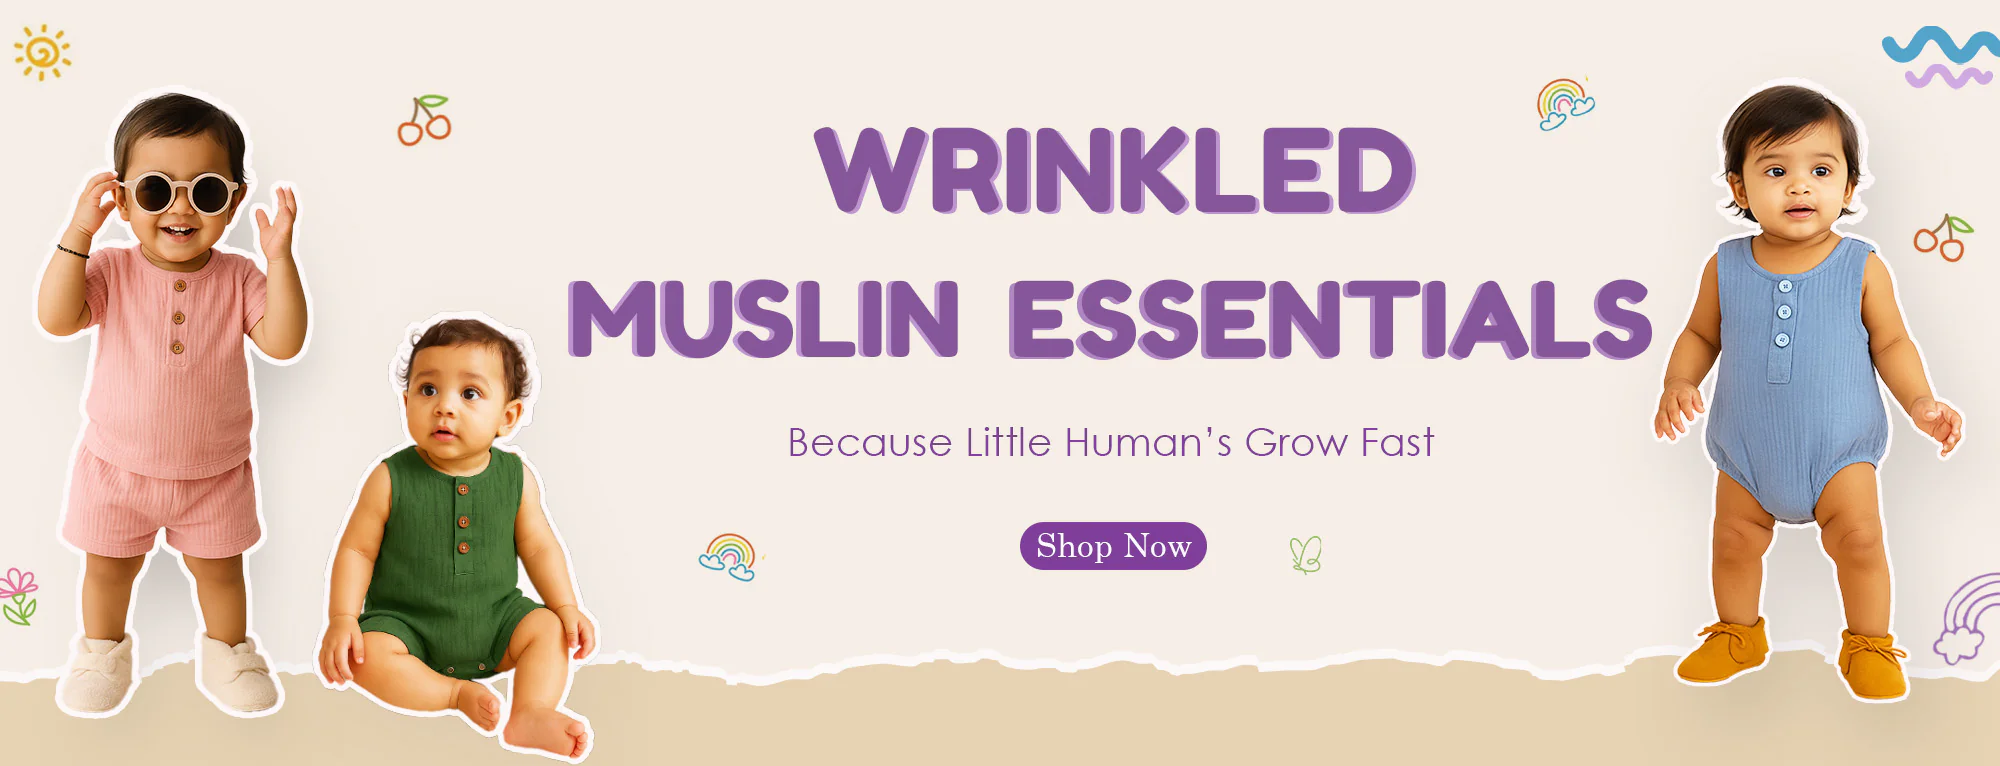 WRINKLED
MUSLIN ESSENTIALS
Because Little Human’s Grow Fast
Shop Now